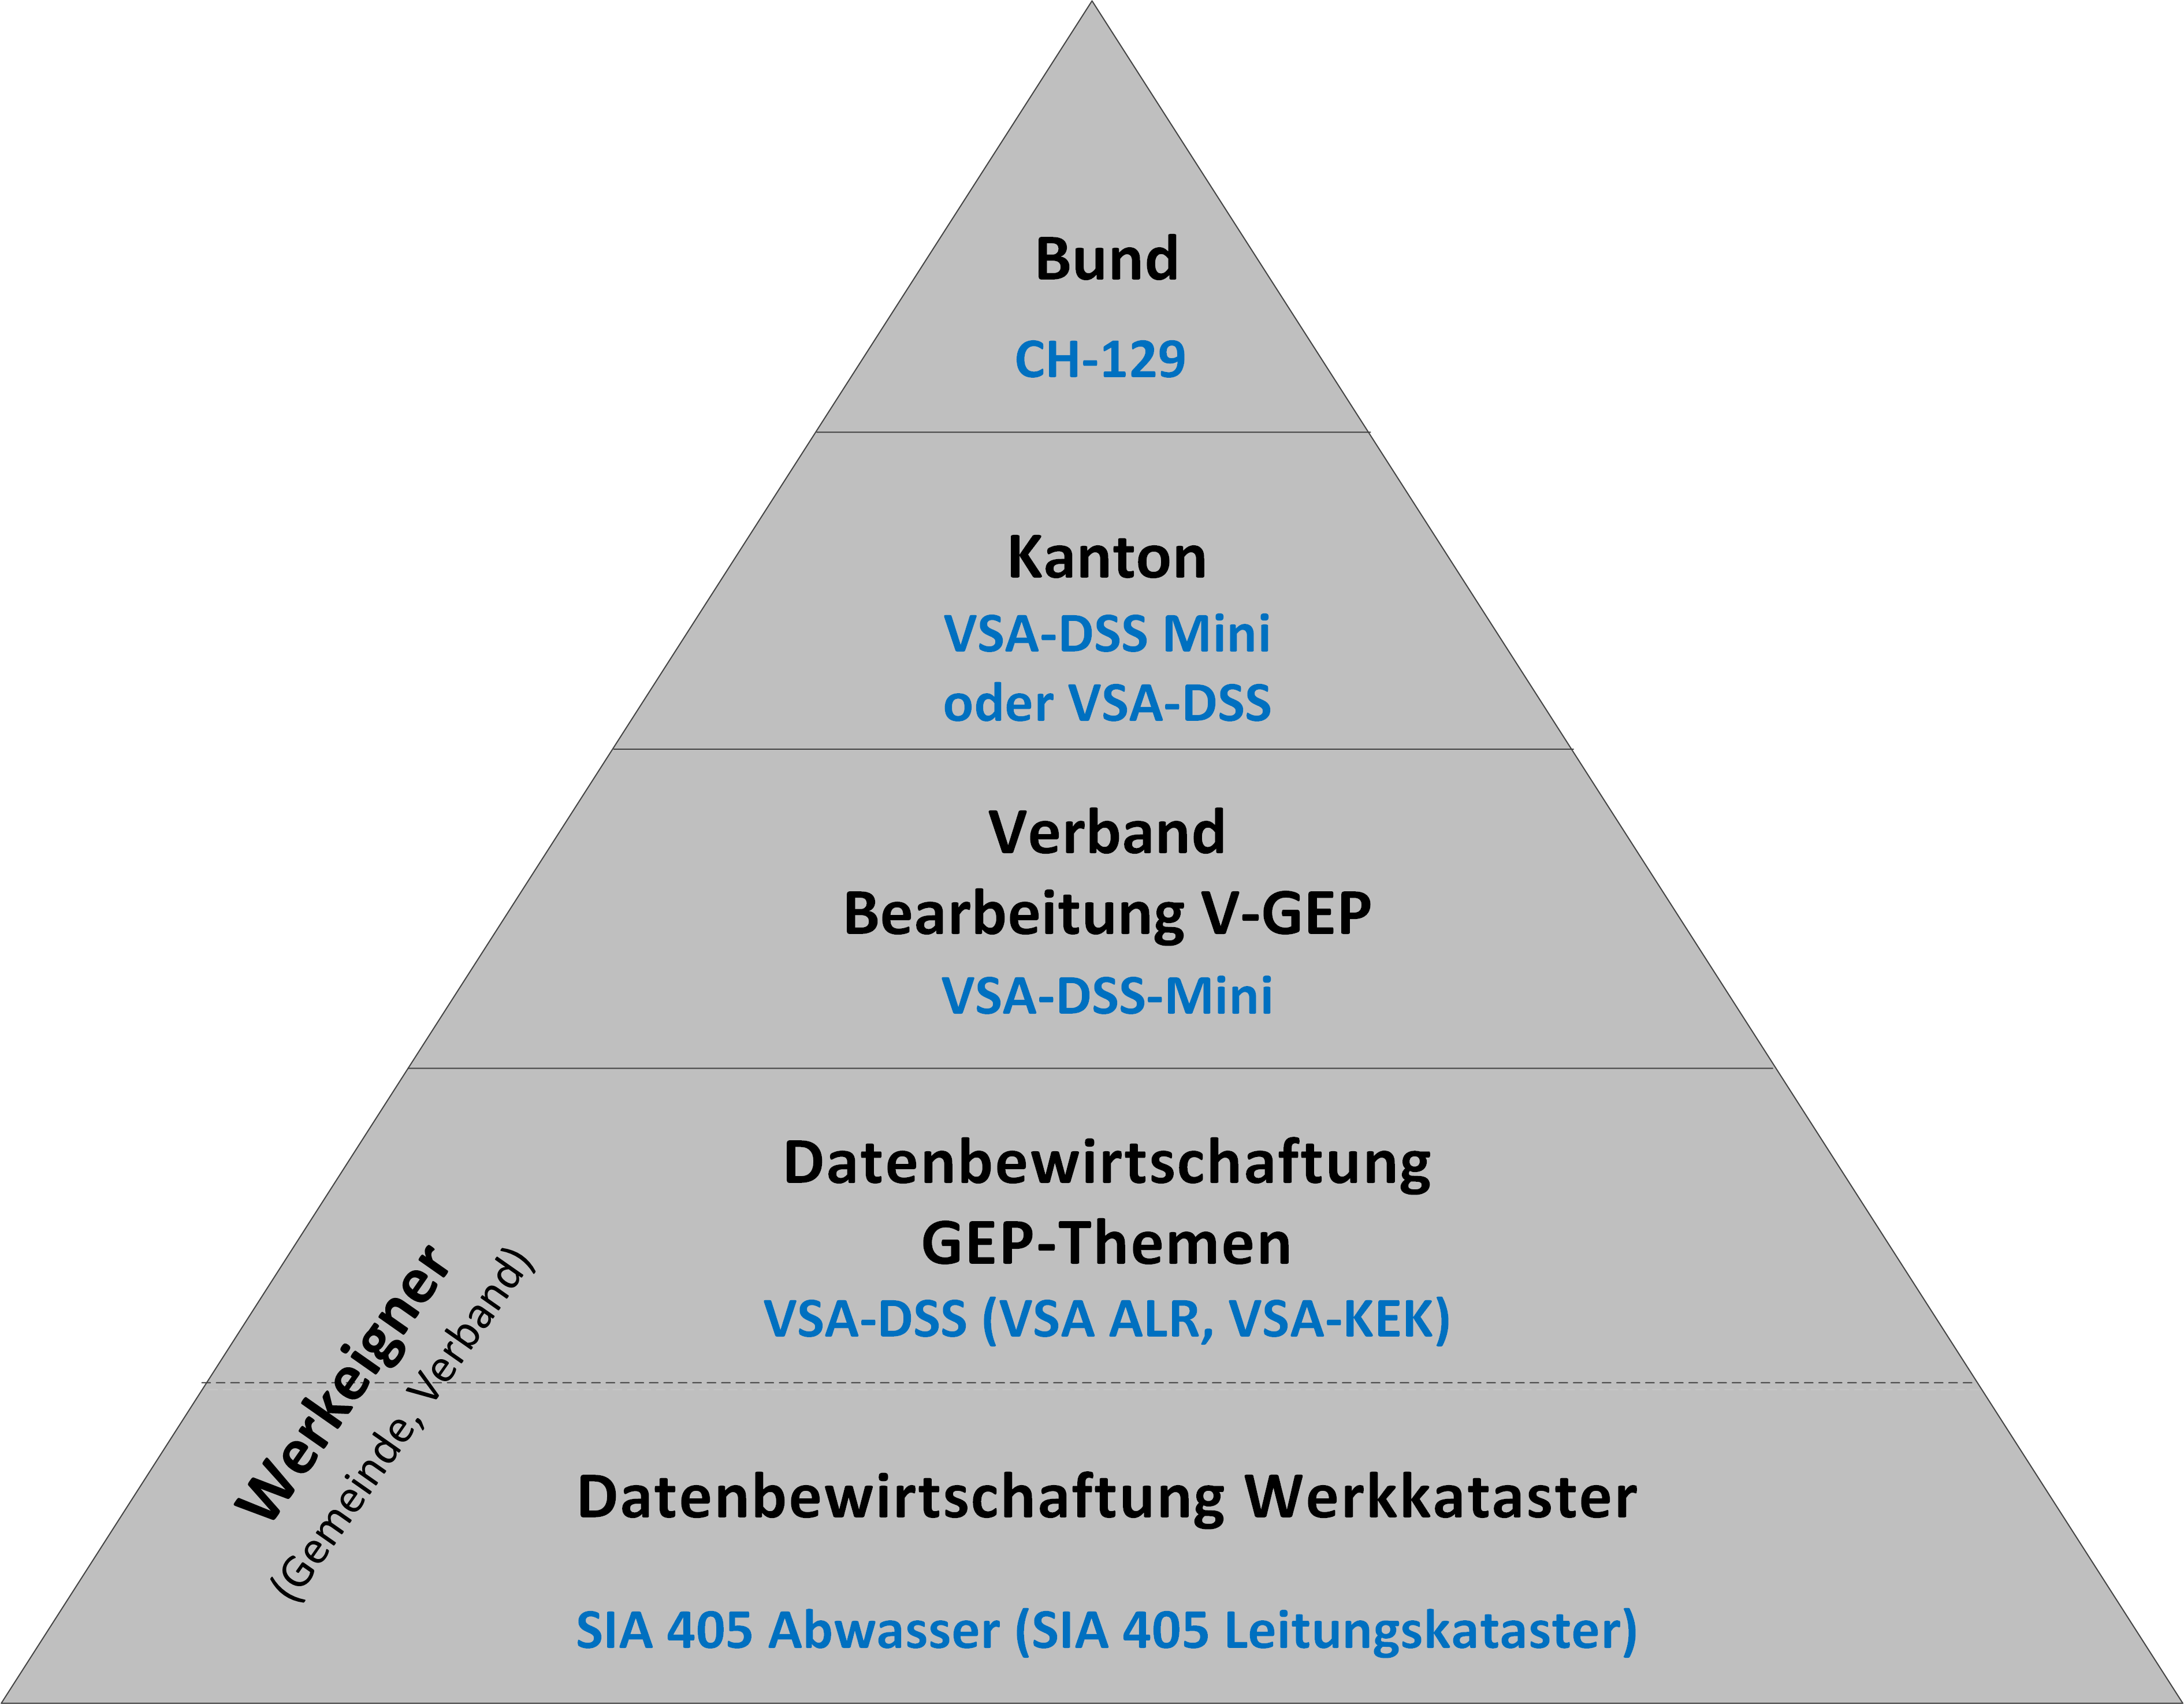 Bund
CH-129
Kanton
VSA-DSS Mini
oder VSA-DSS
Verband
Bearbeitung V-GEP
VSA-DSS-Mini
Datenbewirtschaftung
GEP-Themen
VSA-DSS (VSA ALR, VSA-KEK)
Werkeigner
(Gemeinde, Verband)
Datenbewirtschaftung Werkkataster
SIA 405 Abwasser (SIA 405 Leitungskataster)